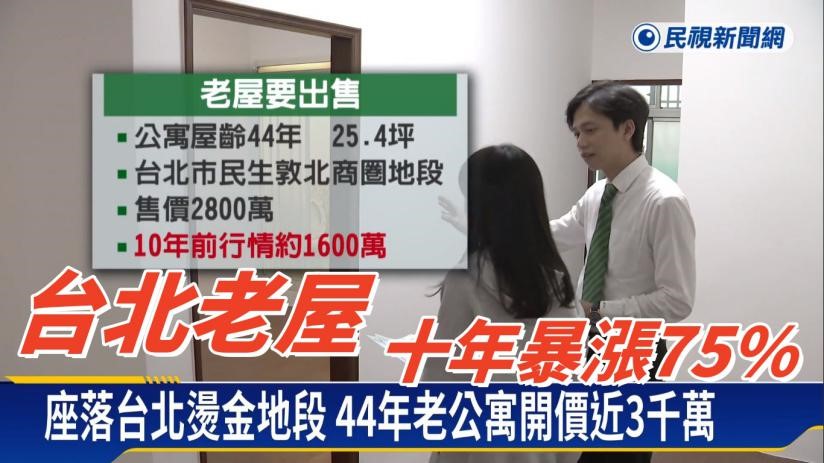 民視新聞網
老屋要出售
公寓屋齡44年 25.4坪
台北市民生敦北商圈地段
售價2800萬
10年前行情約1600萬
台北老屋
十年暴漲75%
座落台北燙金地段 44年老公寓開價近3千萬